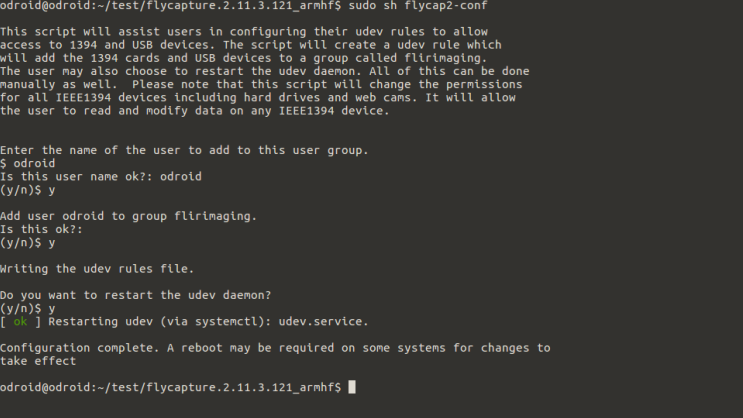 odroid@odroid:~/test/flycapture.2.11.3.121_armhf$ sudo sh flycap2-conf
This script will assist users in configuring their udev rules to allow
access to 1394 and USB devices. The script will create a udev rule which
will add the 1394 cards and USB devices to a group called flirimaging.
The user may also choose to restart the udev daemon. All of this can be done
manually as well.  Please note that this script will change the permissions
for all IEEE1394 devices including hard drives and web cams. It will allow
the user to read and modify data on any IEEE1394 device.
Enter the name of the user to add to this user group.
$ odroid
Is this user name ok?: odroid
(y/n)$ y
Add user odroid to group flirimaging.
Is this ok?:
(y/n)$ y
Writing the udev rules file.
Do you want to restart the udev daemon?
(y/n)$ y
[ ok ] Restarting udev (via systemctl): udev.service.
Configuration complete. A reboot may be required on some systems for changes to
take effect
odroid@odroid:~/test/flycapture.2.11.3.121_armhf$